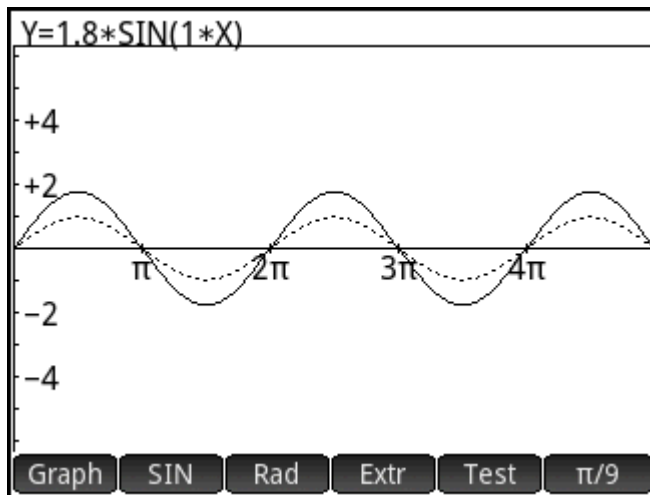 Y=1.8*SIN(1*X)
+4
+2
π 2π 3π 4π
−2
−4
Graph SIN Rad Extr Test π/9